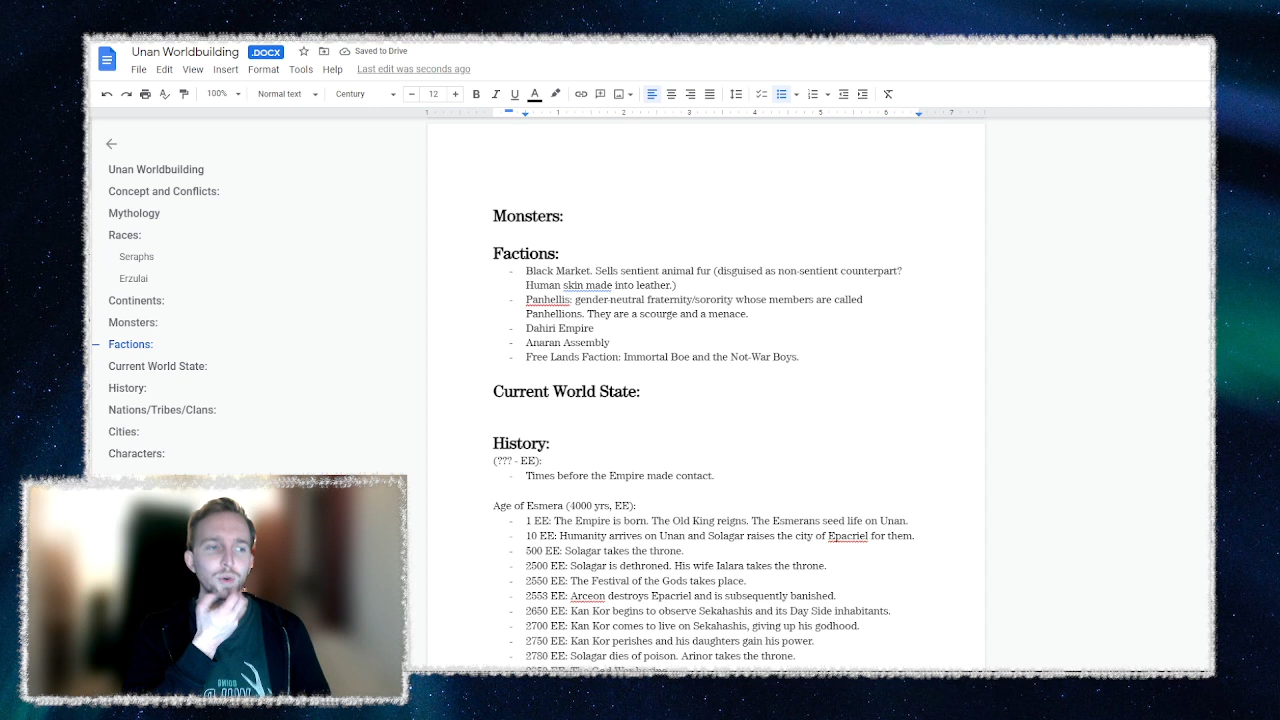 Unan Worldbuilding .DOCX Saved to Drive
File Edit View Insert Format Tools Help Last edit was seconds ago
100% Normal text Century 12
1 1 2 3 4 5 6 7
Unan Worldbuilding
Concept and Conflicts:
Mythology
Races:
Seraphs
Erzulai
Continents:
Monsters:
Factions:
Current World State:
History:
Nations/Tribes/Clans:
Cities:
Characters:
Monsters:
Factions:
- Black Market. Sells sentient animal fur (disguised as non-sentient counterpart?
Human skin made into leather.)
- Panhellis: gender-neutral fraternity/sorority whose members are called
Panhellions. They are a scourge and a menace.
- Dahiri Empire
- Anaran Assembly
- Free Lands Faction: Immortal Boe and the Not-War Boys.
Current World State:
History:
(??? - EE):
- Times before the Empire made contact.
Age of Esmera (4000 yrs, EE):
- 1 EE: The Empire is born. The Old King reigns. The Esmerans seed life on Unan.
- 10 EE: Humanity arrives on Unan and Solagar raises the city of Epacriel for them.
- 500 EE: Solagar takes the throne.
- 2500 EE: Solagar is dethroned. His wife Ialara takes the throne.
- 2550 EE: The Festival of the Gods takes place.
- 2553 EE: Arceon destroys Epacriel and is subsequently banished.
- 2650 EE: Kan Kor begins to observe Sekahashis and its Day Side inhabitants.
- 2700 EE: Kan Kor comes to live on Sekahashis, giving up his godhood.
- 2750 EE: Kan Kor perishes and his daughters gain his power.
- 2780 EE: Solagar dies of poison. Arinor takes the throne.